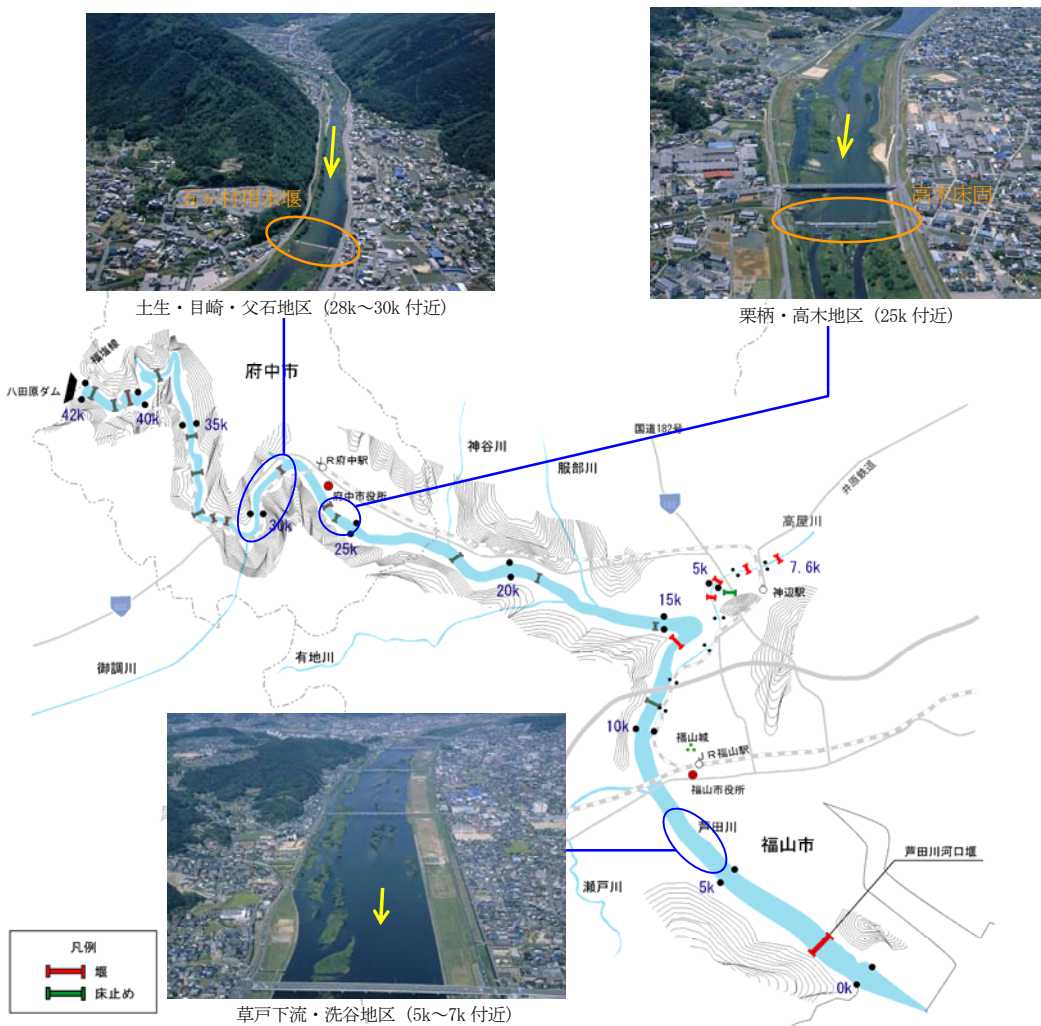 五ヶ村用水堰
高木床固
土生・目崎・父石地区（28k～30k 付近）
栗柄・高木地区（25k 付近）
福塩線
府中市
八田原ダム
42k
40k
35k
国道182号
神谷川
服部川
井原鉄道
JR府中駅
府中市役所
30k
25k
高屋川
5k
7.6k
神辺駅
20k
15k
有地川
御調川
10k
福山城
JR福山駅
福山市役所
芦田川
福山市
芦田川河口堰
瀬戸川
5k
0k
凡例
堰
床止め
草戸下流・洗谷地区（5k～7k 付近）